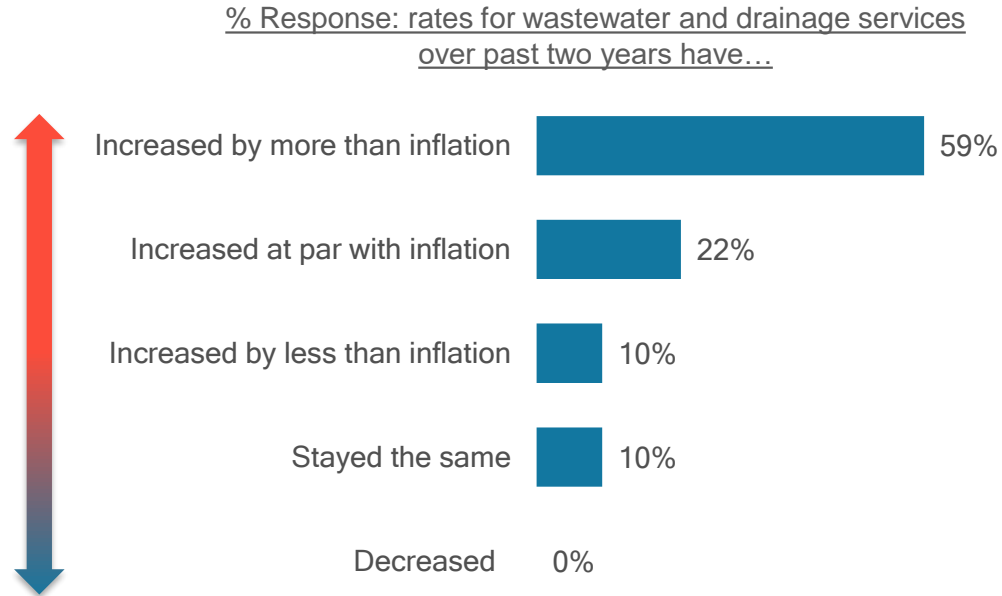 % Response: rates for wastewater and drainage services
over past two years have…
Increased by more than inflation 59%
Increased at par with inflation 22%
Increased by less than inflation 10%
Stayed the same 10%
Decreased 0%